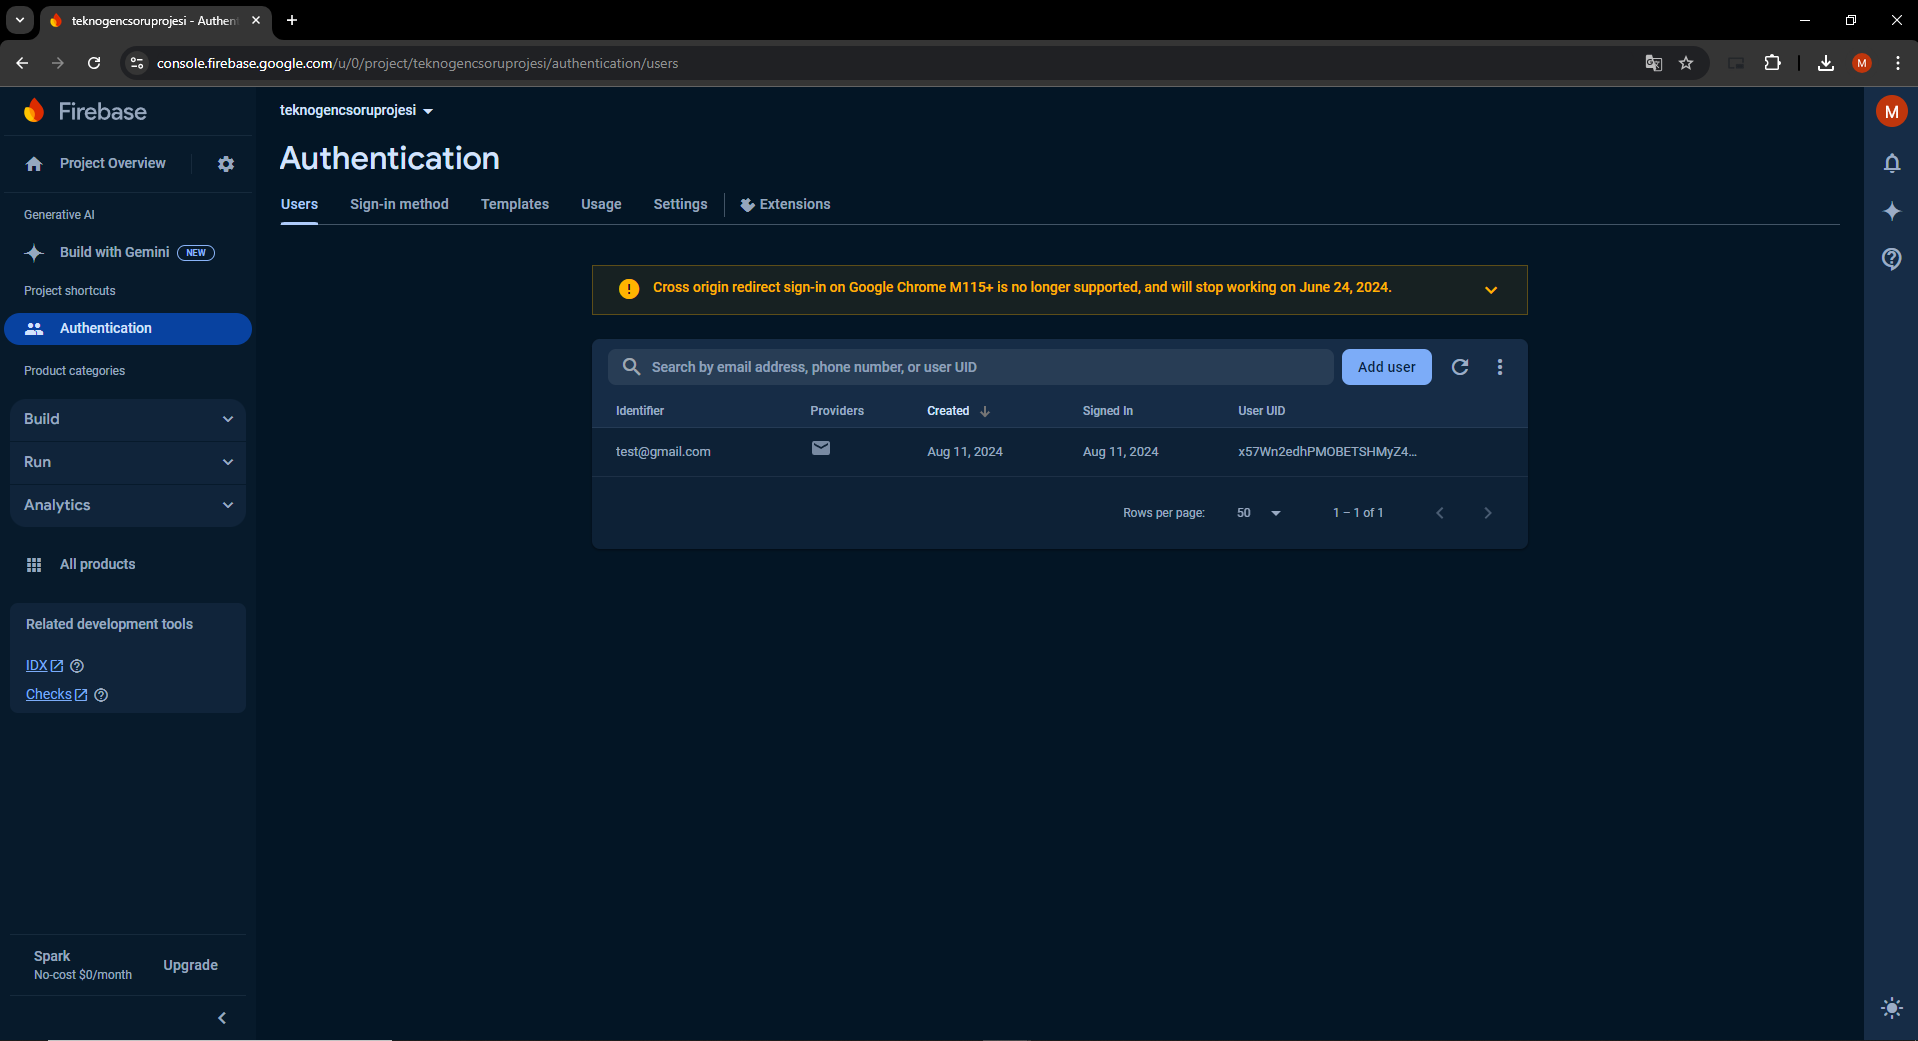 teknogencsoruprojesi - Authent
console.firebase.google.com/u/0/project/teknogencsoruprojesi/authentication/users
M
Firebase
Project Overview
Generative AI
Build with Gemini NEW
Project shortcuts
Authentication
Product categories
Build
Run
Analytics
All products
Related development tools
IDX
Checks
Spark
No-cost $0/month
Upgrade
teknogencsoruprojesi
Authentication
Users Sign-in method Templates Usage Settings Extensions
Cross origin redirect sign-in on Google Chrome M115+ is no longer supported, and will stop working on June 24, 2024.
Search by email address, phone number, or user UID
Add user
Identifier Providers Created Signed In User UID
test@gmail.com Aug 11, 2024 Aug 11, 2024 x57Wn2edhPMOBETSHMyZ4...
Rows per page: 50 1 – 1 of 1
M